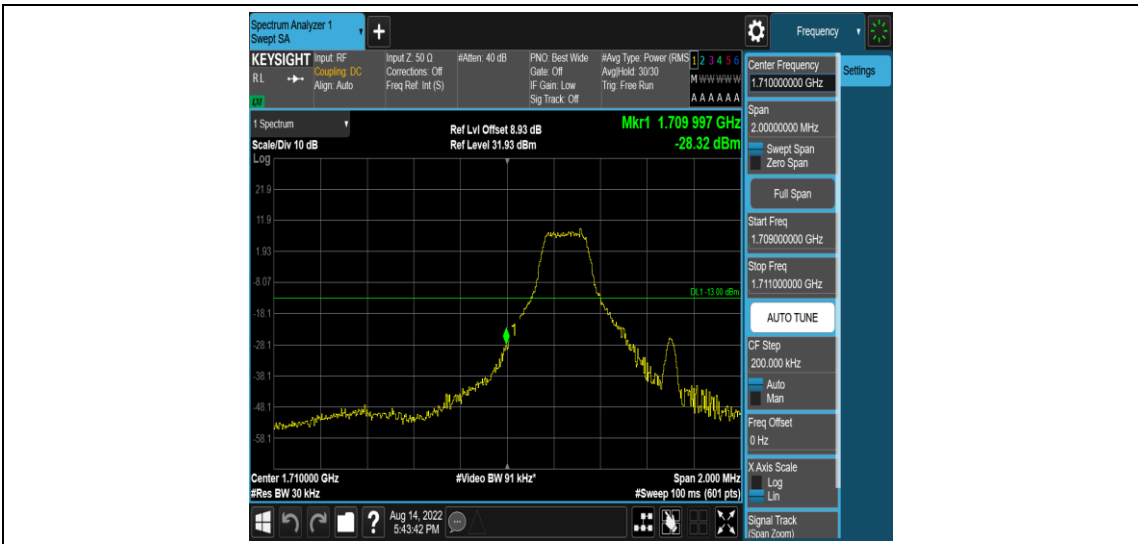 Spectrum Analyzer 1
Swept SA
Frequency
KEYSIGHT
RL
LXI
Input: RF
Coupling: DC
Align: Auto
Input Z: 50 Ω
Corrections: Off
Freq Ref: Int (S)
#Atten: 40 dB
PNO: Best Wide
Gate: Off
IF Gain: Low
Sig Track: Off
#Avg Type: Power (RMS
Avg|Hold: 30/30
Trig: Free Run
1 2 3 4 5 6
M W W W W W
A A A A A A
Center Frequency
1.710000000 GHz
Settings
Span
2.00000000 MHz
Swept Span
Zero Span
Full Span
Start Freq
1.709000000 GHz
Stop Freq
1.711000000 GHz
AUTO TUNE
CF Step
200.000 kHz
Auto
Man
Freq Offset
0 Hz
X Axis Scale
Log
Lin
Signal Track
(Span Zoom)
1 Spectrum
Scale/Div 10 dB
Log
Ref Lvl Offset 8.93 dB
Ref Level 31.93 dBm
Mkr1 1.709 997 GHz
-28.32 dBm
21.9
11.9
1.93
-8.07
DL1 -13.00 dBm
-18.1
1
-28.1
-38.1
-48.1
-58.1
Center 1.710000 GHz
#Res BW 30 kHz
#Video BW 91 kHz*
Span 2.000 MHz
#Sweep 100 ms (601 pts)
Aug 14, 2022
5:43:42 PM